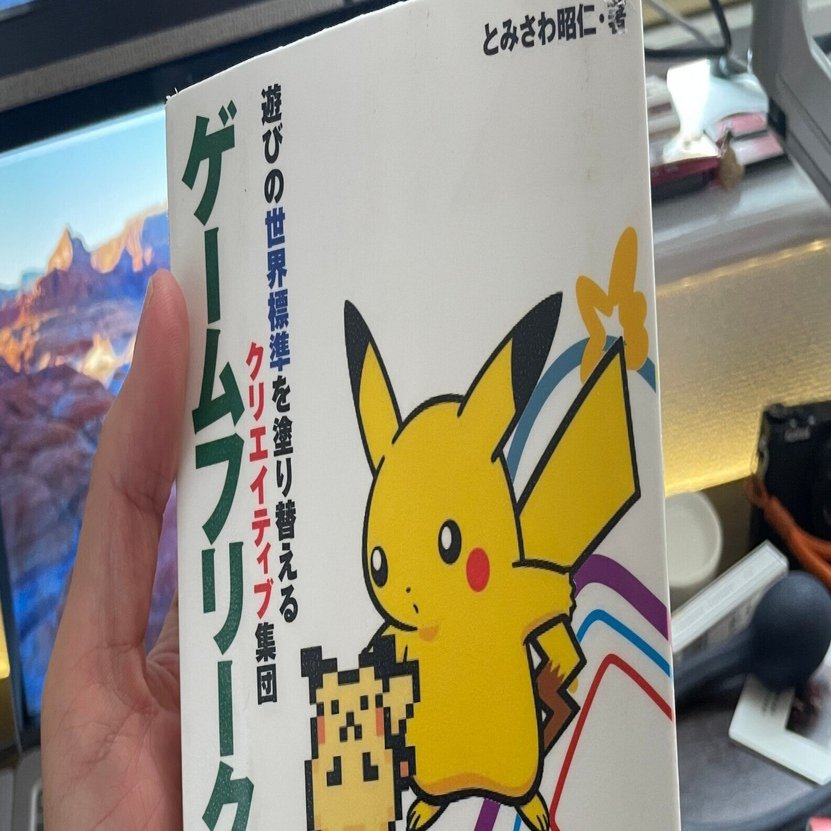 とみさわ昭仁・著
遊びの世界標準を塗り替える
クリエイティブ集団
ゲームフリーク